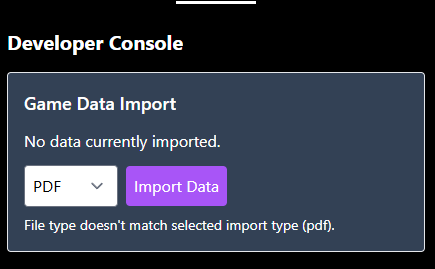 Developer Console
Game Data Import
No data currently imported.
PDF
Import Data
File type doesn't match selected import type (pdf).